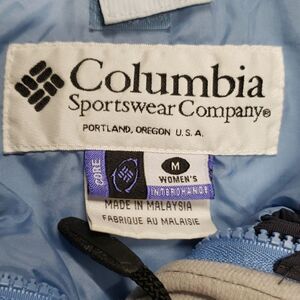 Columbia
Sportswear Company®
PORTLAND, OREGON U.S.A.
CORE
M
WOMEN'S
INTERCHANGE
MADE IN MALAYSIA
FABRIQUE AU MALAISIE